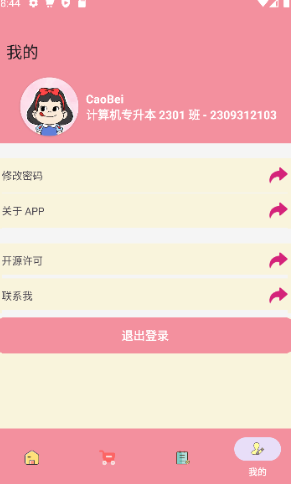 8:44
我的
CaoBei
计算机专升本 2301 班 - 2309312103
修改密码
关于 APP
开源许可
联系我
退出登录
我的